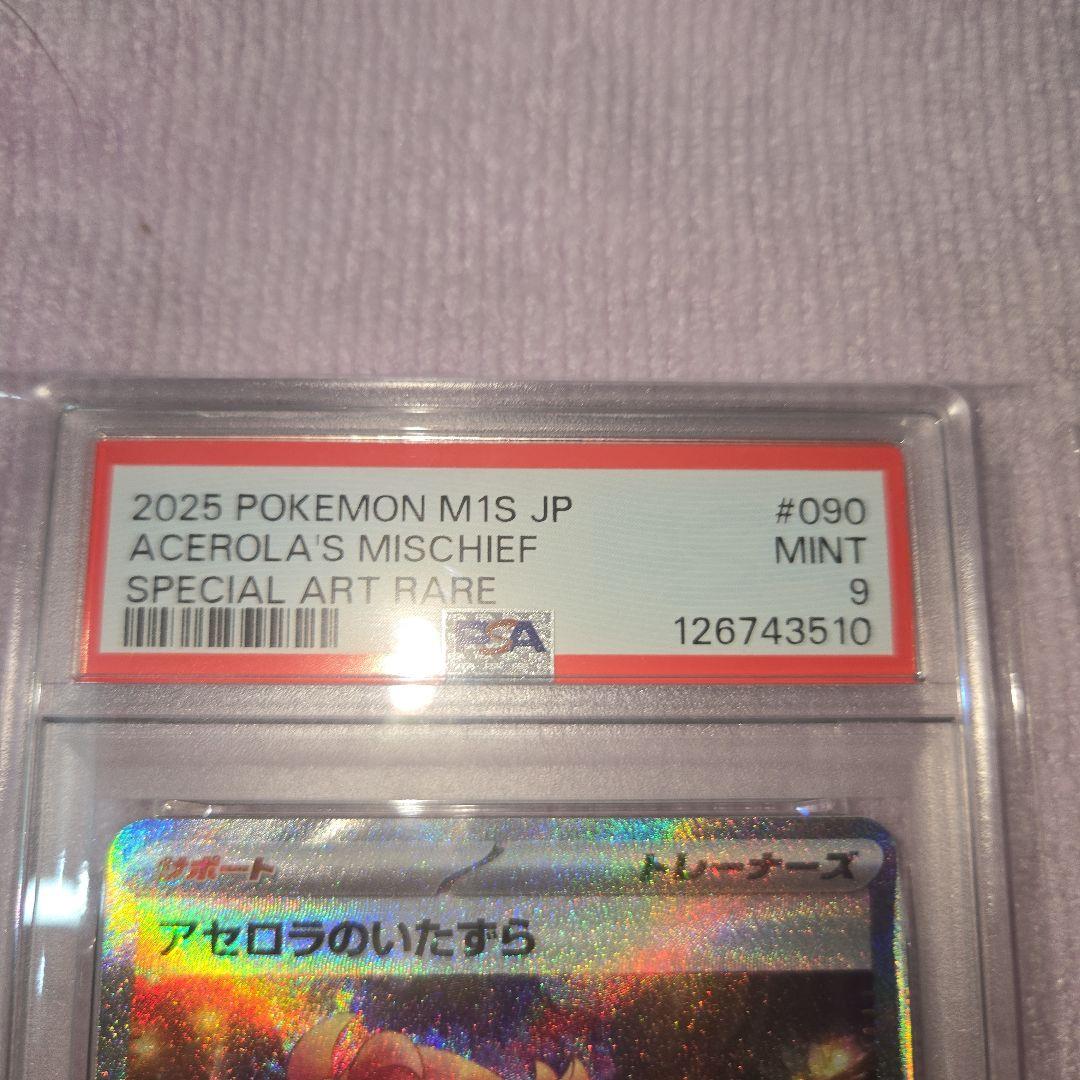 2025 POKEMON M1S JP #090
ACEROLA'S MISCHIEF MINT
SPECIAL ART RARE 9
PSA 126743510
サポート トレーナーズ
アセロラのいたずら